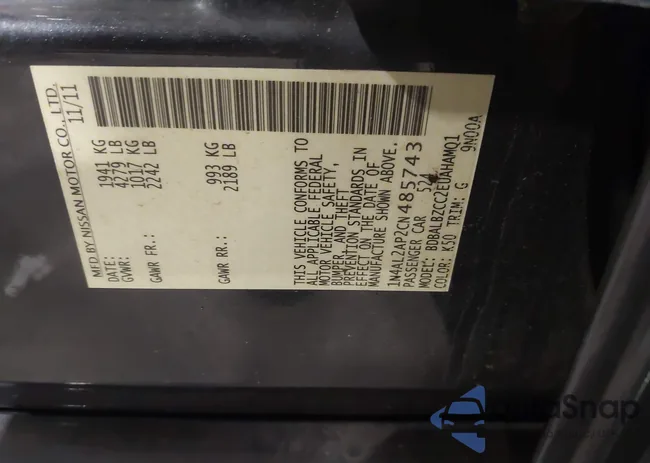 MFD BY NISSAN MOTOR CO., LTD.
DATE: 11/11
GVWR: 1941 KG
4279 LB
GAWR FR: 1017 KG
2242 LB
GAWR RR: 993 KG
2189 LB
THIS VEHICLE CONFORMS TO
ALL APPLICABLE FEDERAL
MOTOR VEHICLE SAFETY,
BUMPER, AND THEFT
PREVENTION STANDARDS IN
EFFECT ON THE DATE OF
MANUFACTURE SHOWN ABOVE.
1N4AL2AP2CN485743
PASSENGER CAR
MODEL: BDBALBZCC2EUAHAMQ1
COLOR: K50 TRIM: G 9N00A
AutoSnap